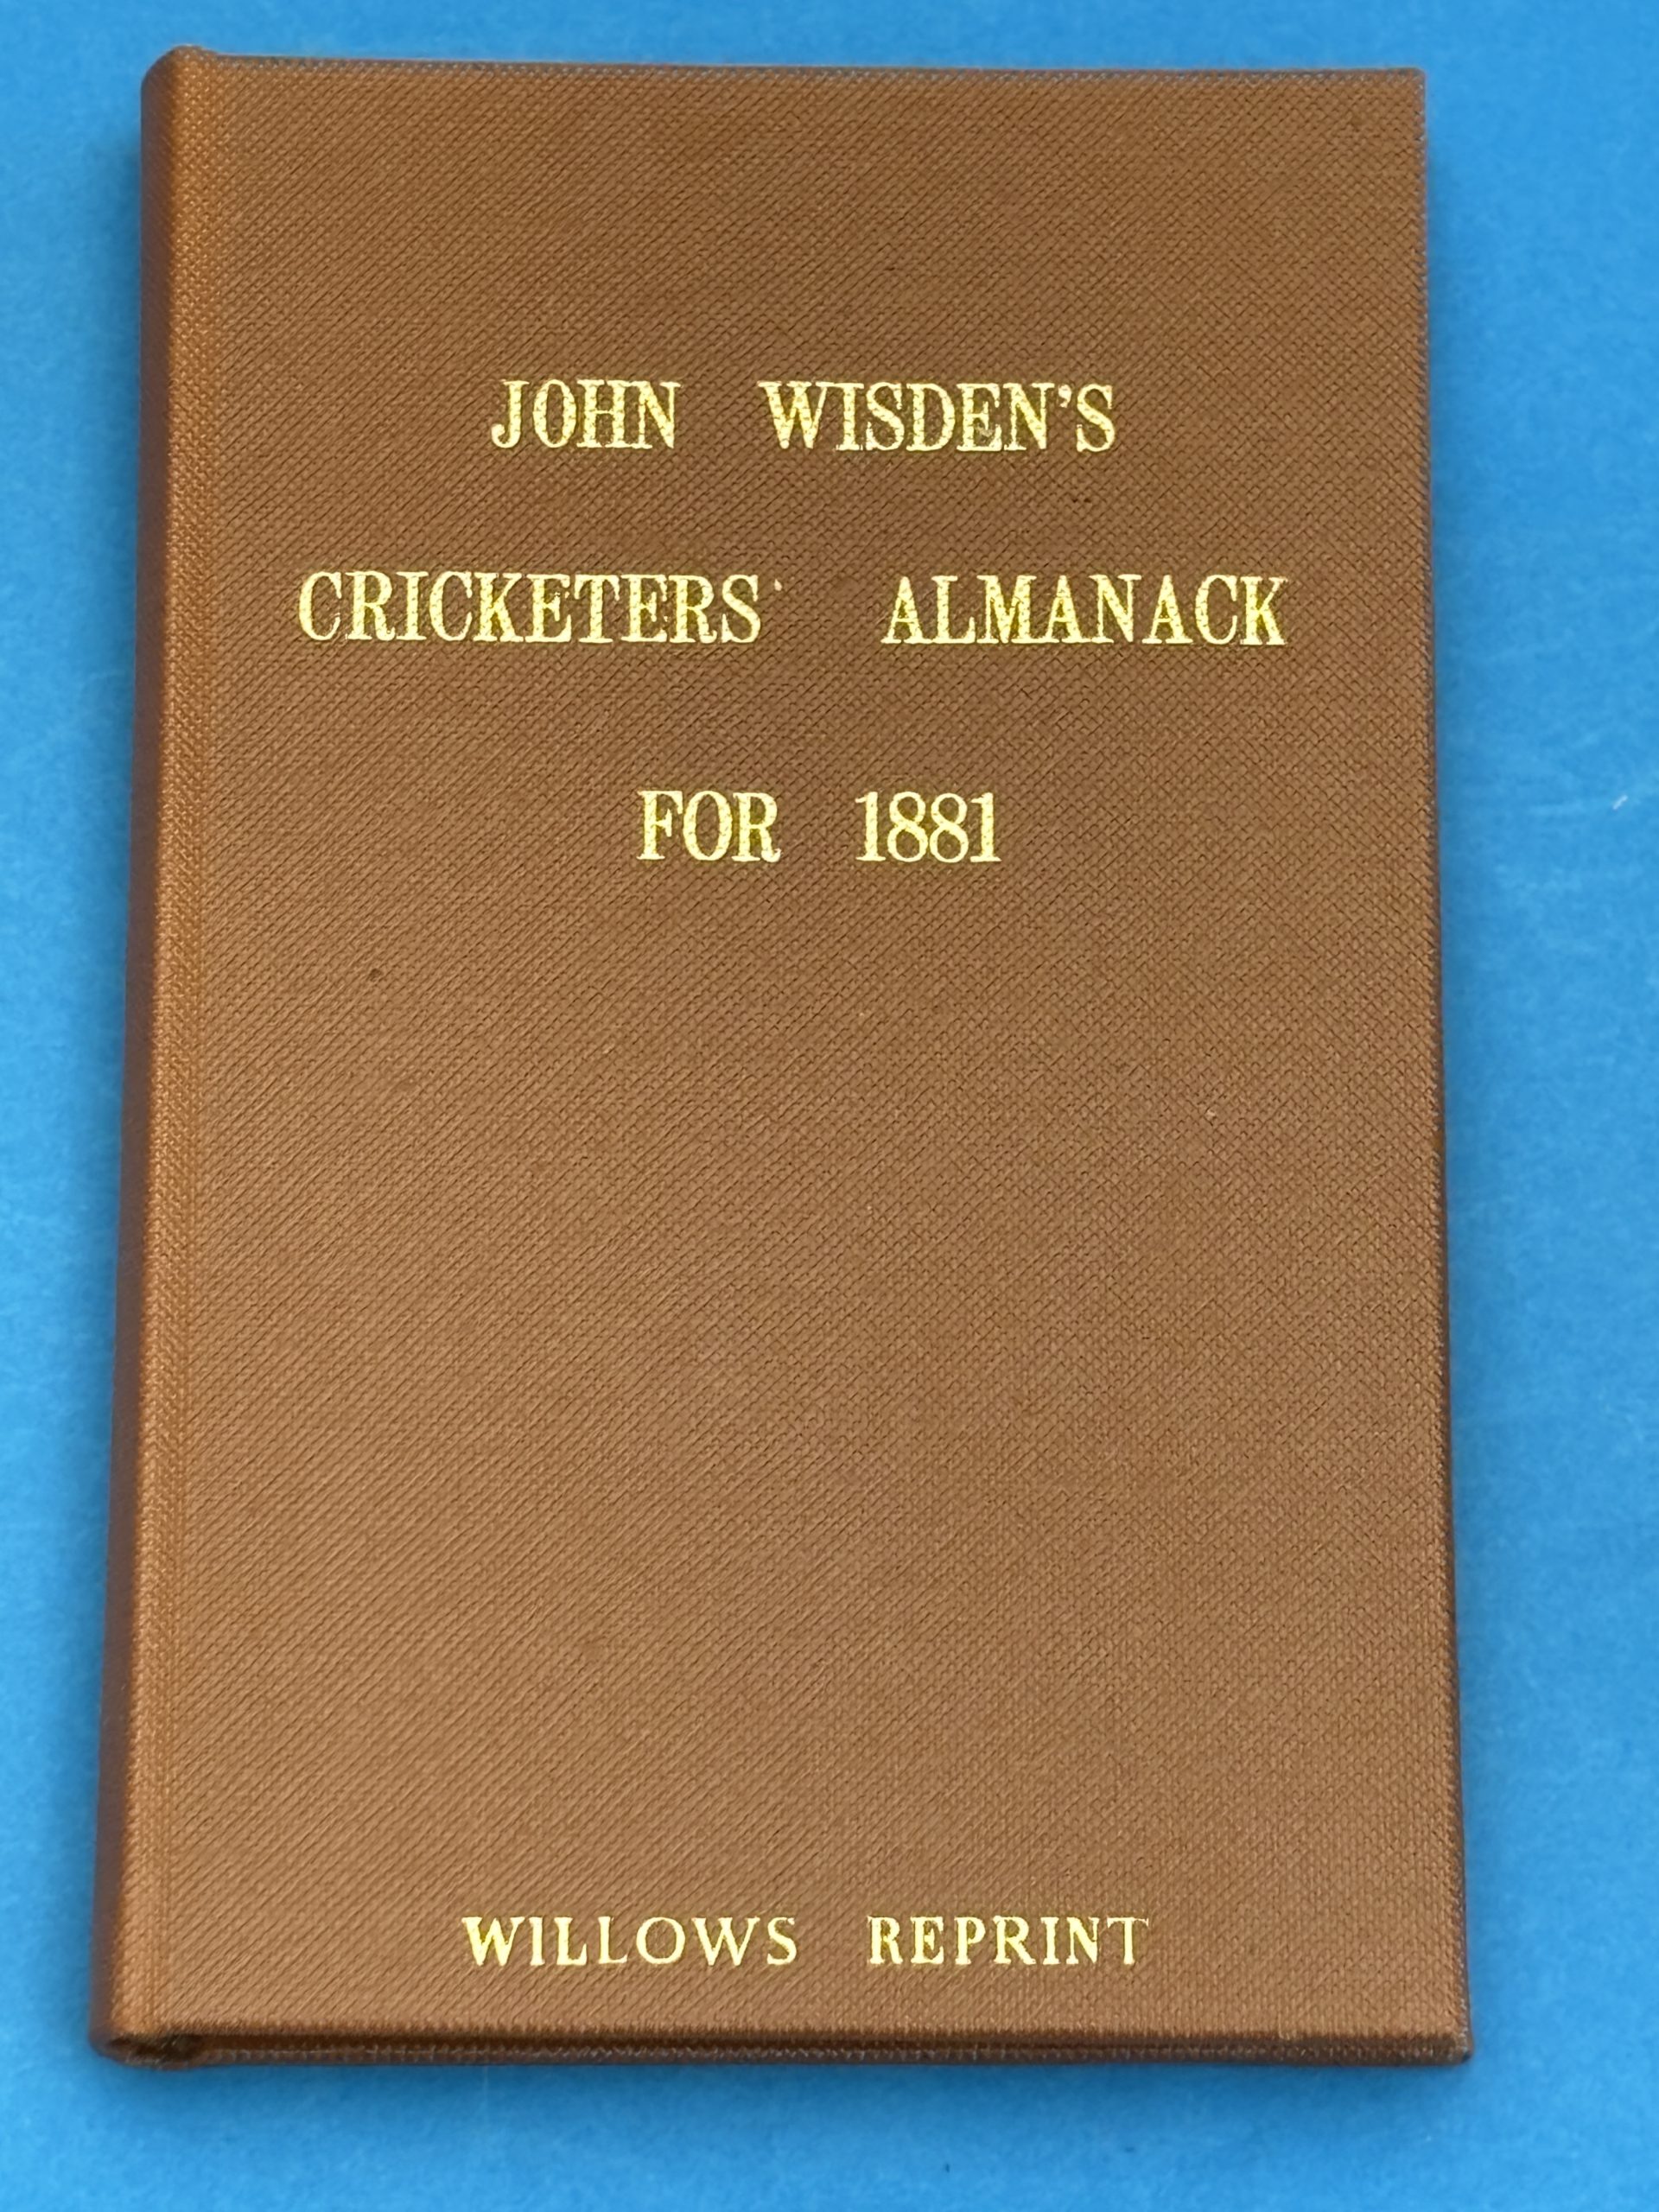 JOHN WISDEN'S
CRICKETERS' ALMANACK
FOR 1881
WILLOWS REPRINT